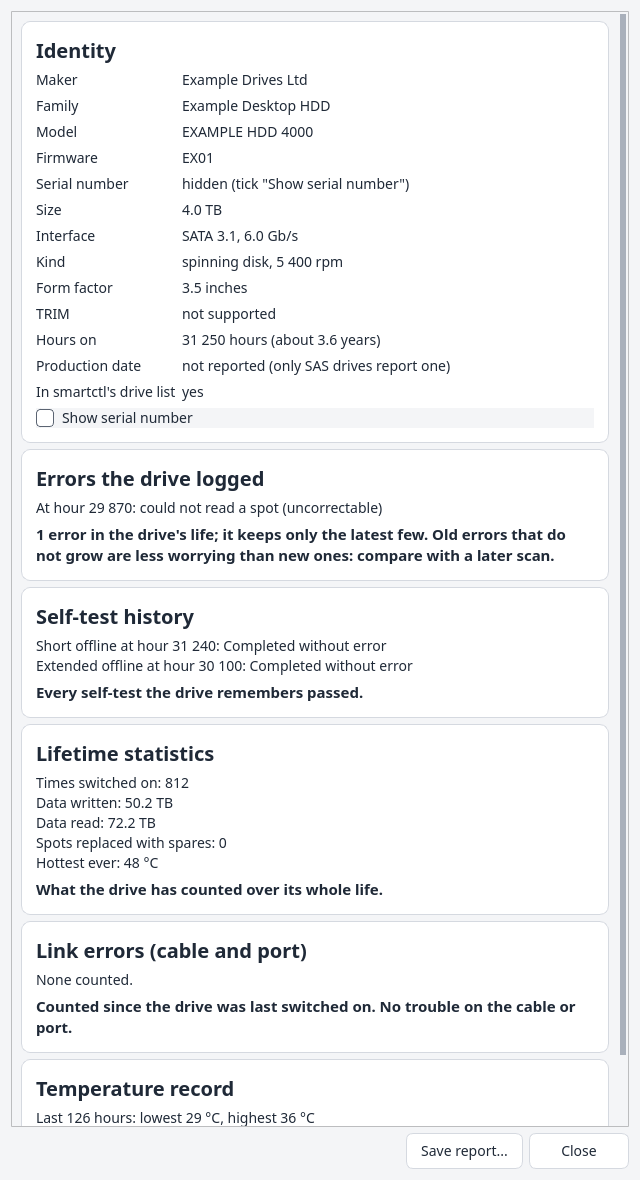 Identity
Maker Example Drives Ltd
Family Example Desktop HDD
Model EXAMPLE HDD 4000
Firmware EX01
Serial number hidden (tick "Show serial number")
Size 4.0 TB
Interface SATA 3.1, 6.0 Gb/s
Kind spinning disk, 5 400 rpm
Form factor 3.5 inches
TRIM not supported
Hours on 31 250 hours (about 3.6 years)
Production date not reported (only SAS drives report one)
In smartctl's drive list yes
Show serial number
Errors the drive logged
At hour 29 870: could not read a spot (uncorrectable)
1 error in the drive's life; it keeps only the latest few. Old errors that do
not grow are less worrying than new ones: compare with a later scan.
Self-test history
Short offline at hour 31 240: Completed without error
Extended offline at hour 30 100: Completed without error
Every self-test the drive remembers passed.
Lifetime statistics
Times switched on: 812
Data written: 50.2 TB
Data read: 72.2 TB
Spots replaced with spares: 0
Hottest ever: 48 °C
What the drive has counted over its whole life.
Link errors (cable and port)
None counted.
Counted since the drive was last switched on. No trouble on the cable or
port.
Temperature record
Last 126 hours: lowest 29 °C, highest 36 °C
Save report... Close